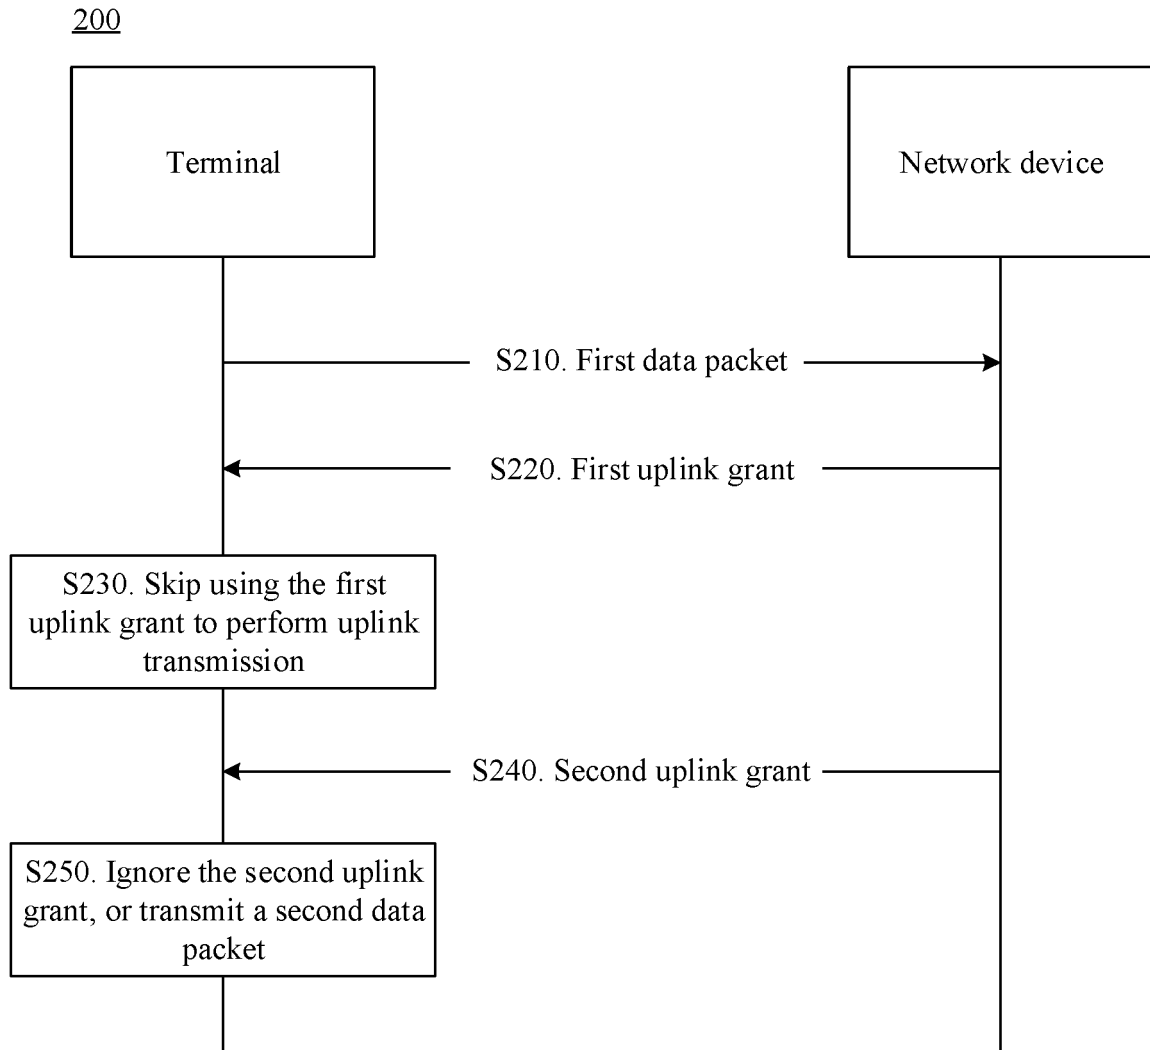 200
Terminal
Network device
S210. First data packet
S220. First uplink grant
S230. Skip using the first
uplink grant to perform uplink
transmission
S240. Second uplink grant
S250. Ignore the second uplink
grant, or transmit a second data
packet